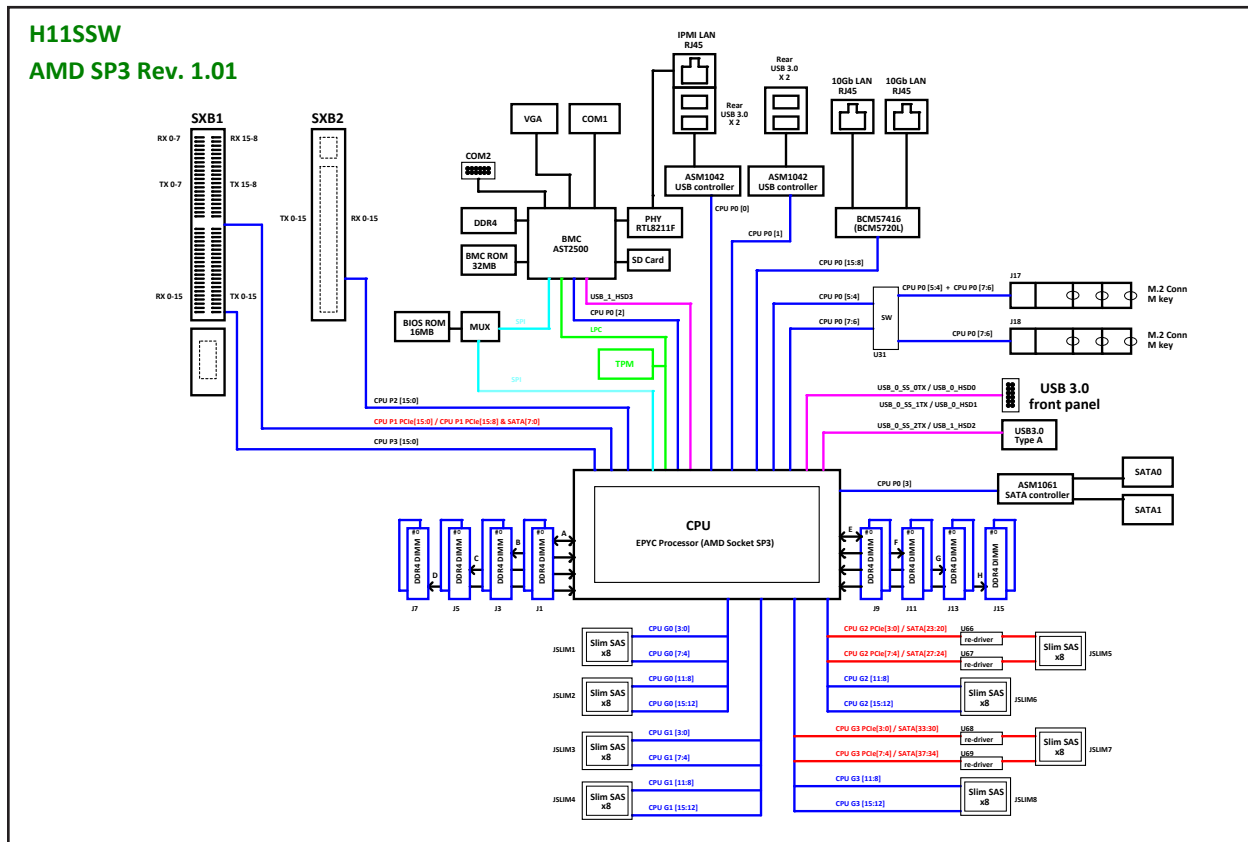 H11SSW
AMD SP3 Rev. 1.01
IPMI LAN
RJ45
Rear
USB 3.0
X 2
Rear
USB 3.0
X 2
10Gb LAN
RJ45
10Gb LAN
RJ45
SXB1
SXB2
RX 0-7
RX 15-8
TX 0-7
TX 15-8
RX 0-15
TX 0-15
TX 0-15
RX 0-15
VGA
COM1
COM2
DDR4
BMC ROM
32MB
BMC
AST2500
PHY
RTL8211F
SD Card
ASM1042
USB controller
ASM1042
USB controller
BCM57416
(BCM5720L)
CPU P0 [0]
CPU P0 [1]
CPU P0 [15:8]
USB_1_HSD3
CPU P0 [2]
BIOS ROM
16MB
MUX
SPI
LPC
TPM
SPI
CPU P0 [5:4]
CPU P0 [7:6]
SW
U31
CPU P0 [5:4] + CPU P0 [7:6]
J17
M.2 Conn
M key
CPU P0 [7:6]
J18
M.2 Conn
M key
USB_0_SS_0TX / USB_0_HSD0
USB_0_SS_1TX / USB_0_HSD1
USB 3.0
front panel
USB_0_SS_2TX / USB_1_HSD2
USB3.0
Type A
CPU P2 [15:0]
CPU P1 PCIe[15:0] / CPU P1 PCIe[15:8] & SATA[7:0]
CPU P3 [15:0]
CPU P0 [3]
ASM1061
SATA controller
SATA0
SATA1
CPU
EPYC Processor (AMD Socket SP3)
#0
DDR4 DIMM
J7
D
#0
DDR4 DIMM
J5
C
#0
DDR4 DIMM
J3
B
#0
DDR4 DIMM
J1
A
E
#0
DDR4 DIMM
J9
F
#0
DDR4 DIMM
J11
G
#0
DDR4 DIMM
J13
H
#0
DDR4 DIMM
J15
JSLIM1
Slim SAS
x8
CPU G0 [3:0]
CPU G0 [7:4]
JSLIM2
Slim SAS
x8
CPU G0 [11:8]
CPU G0 [15:12]
JSLIM3
Slim SAS
x8
CPU G1 [3:0]
CPU G1 [7:4]
JSLIM4
Slim SAS
x8
CPU G1 [11:8]
CPU G1 [15:12]
CPU G2 PCIe[3:0] / SATA[23:20]
U66
re-driver
CPU G2 PCIe[7:4] / SATA[27:24]
U67
re-driver
Slim SAS
x8
JSLIM5
CPU G2 [11:8]
CPU G2 [15:12]
Slim SAS
x8
JSLIM6
CPU G3 PCIe[3:0] / SATA[33:30]
U68
re-driver
CPU G3 PCIe[7:4] / SATA[37:34]
U69
re-driver
Slim SAS
x8
JSLIM7
CPU G3 [11:8]
CPU G3 [15:12]
Slim SAS
x8
JSLIM8